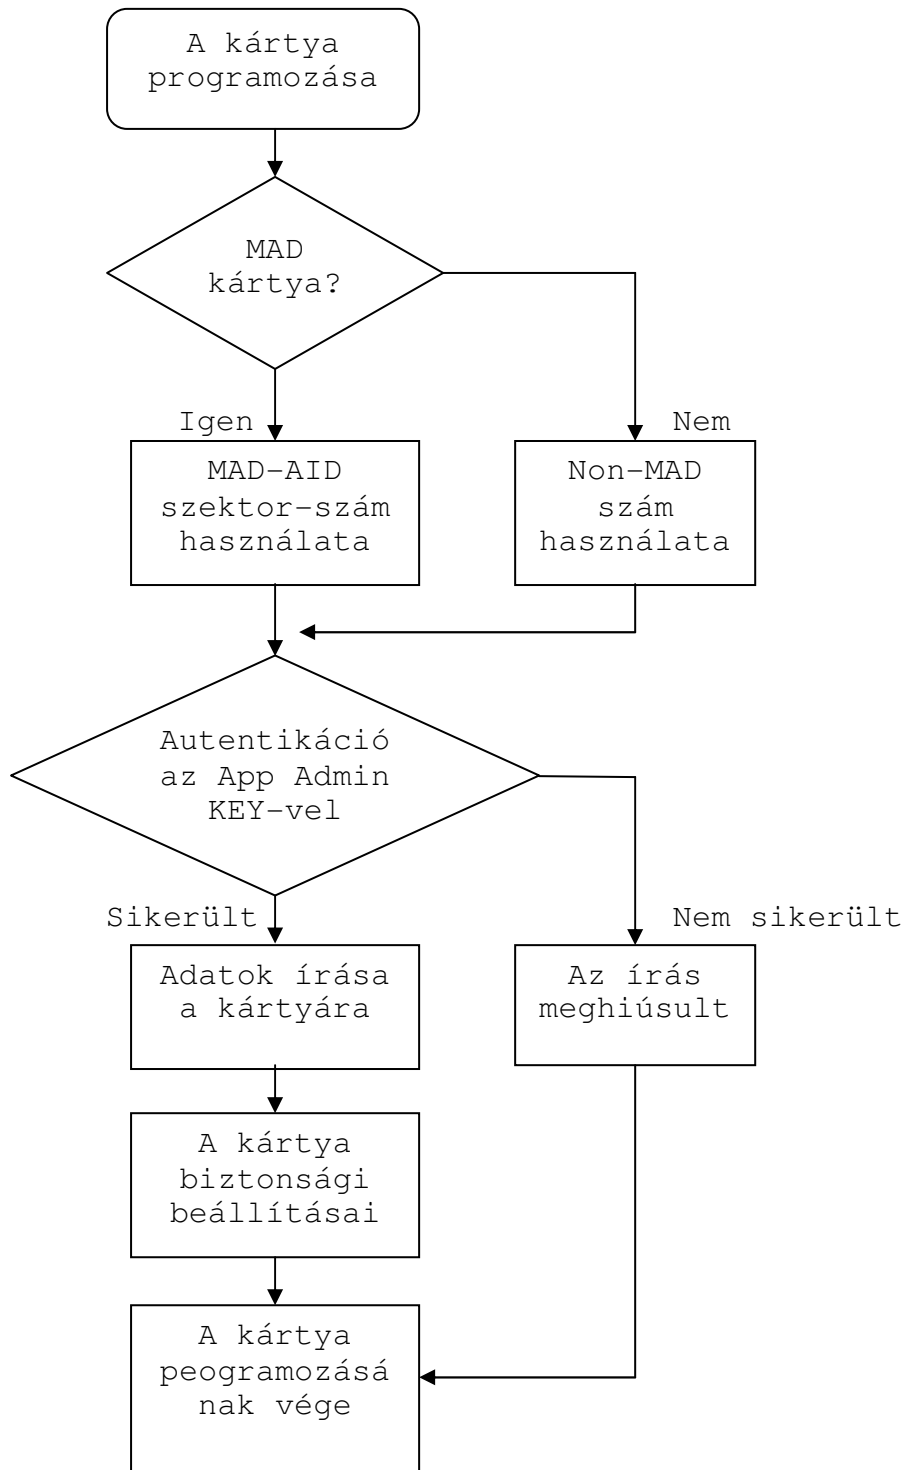 A kártya
programozása
MAD
kártya?
Igen
Nem
MAD-AID
szektor-szám
használata
Non-MAD
szám
használata
Autentikáció
az App Admin
KEY-vel
Sikerült
Nem sikerült
Adatok írása
a kártyára
Az írás
meghiúsult
A kártya
biztonsági
beállításai
A kártya
peogramozásá
nak vége